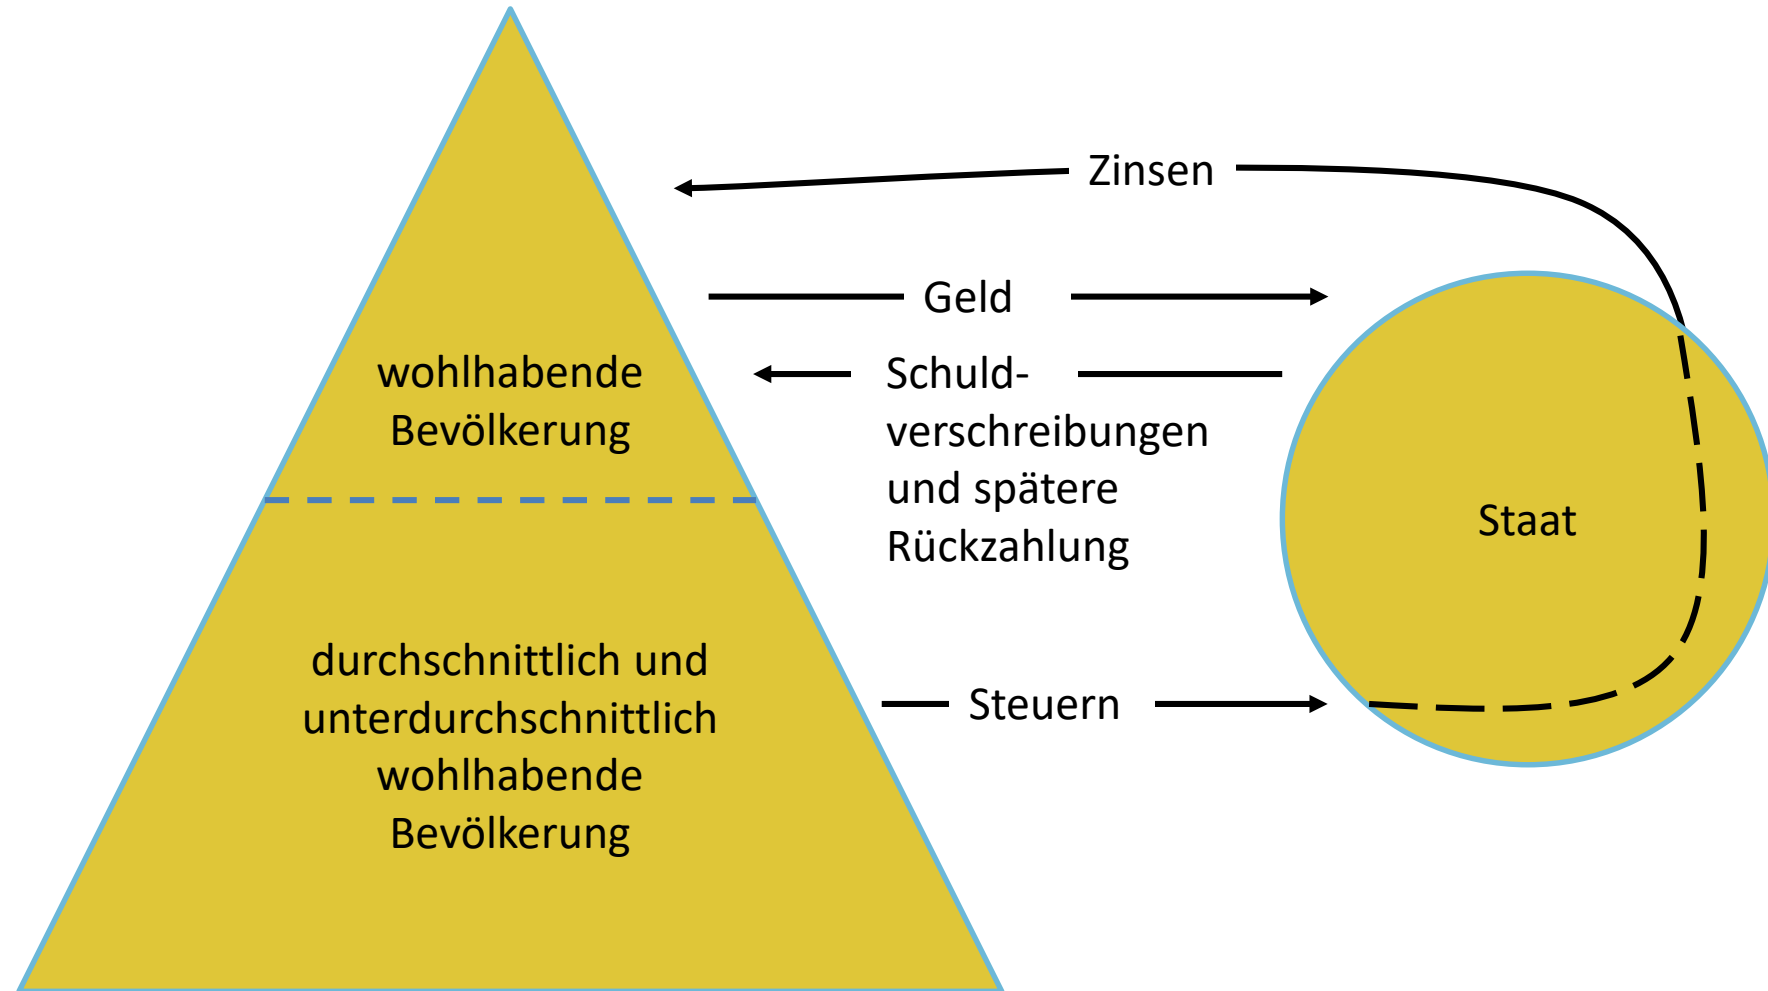 wohlhabende
Bevölkerung
durchschnittlich und
unterdurchschnittlich
wohlhabende
Bevölkerung
Zinsen
Geld
Schuld-
verschreibungen
und spätere
Rückzahlung
Steuern
Staat